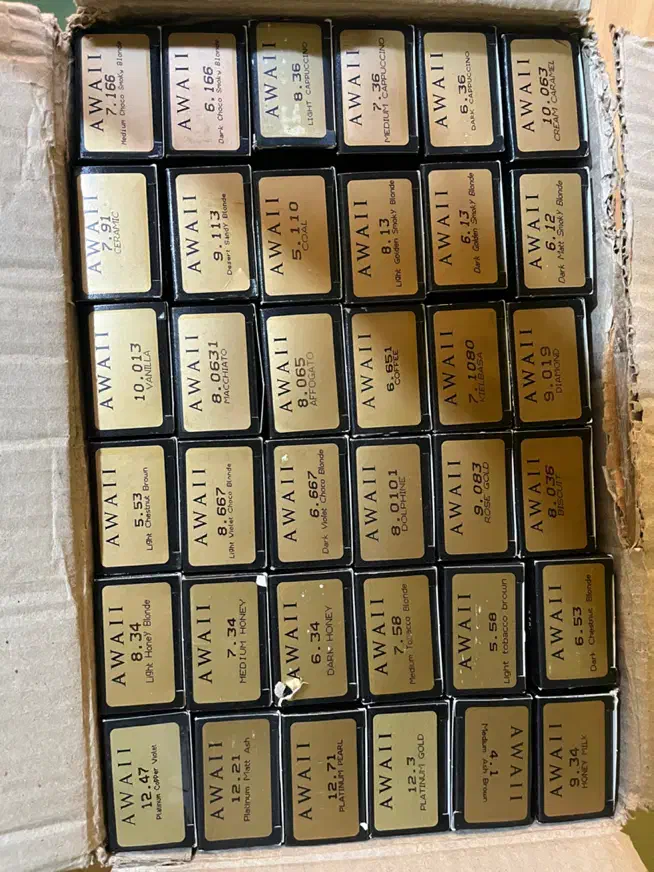 AWAII
7.166
Medium Choco Smoky Blonde
AWAII
6.166
Dark Choco Smoky Blonde
AWAII
8.36
LIGHT CAPPUCCINO
AWAII
7.36
MEDIUM CAPPUCCINO
AWAII
6.36
DARK CAPPUCCINO
AWAII
10.063
CREAM CARAMEL
AWAII
7.91
CERAMIC
AWAII
9.113
Desert Sandy Blonde
AWAII
5.110
COAL
AWAII
8.13
Light Golden Smoky Blonde
AWAII
6.13
Dark Golden Smoky Blonde
AWAII
6.12
Dark Matt Smoky Blonde
AWAII
10.013
VANILLA
AWAII
8.0631
MACCHIATO
AWAII
8.065
AFFOGATO
AWAII
6.651
COFFEE
AWAII
7.1080
KIELBASA
AWAII
9.019
DIAMOND
AWAII
5.53
Light Chestnut Brown
AWAII
8.667
Light Violet Choco Blonde
AWAII
6.667
Dark Violet Choco Blonde
AWAII
8.0101
DOLPHINE
AWAII
9.083
ROSE GOLD
AWAII
8.036
BISCUIT
AWAII
8.34
Light Honey Blonde
AWAII
7.34
MEDIUM HONEY
AWAII
6.34
DARK HONEY
AWAII
7.58
Medium Tobacco Blonde
AWAII
5.58
Light tobacco brown
AWAII
6.53
Dark Chestnut Blonde
AWAII
12.47
Platinum Copper Violet
AWAII
12.21
Platinum Matt Ash
AWAII
12.71
PLATINUM PEARL
AWAII
12.3
PLATINUM GOLD
AWAII
4.1
Medium Ash Brown
AWAII
9.34
HONEY MILK